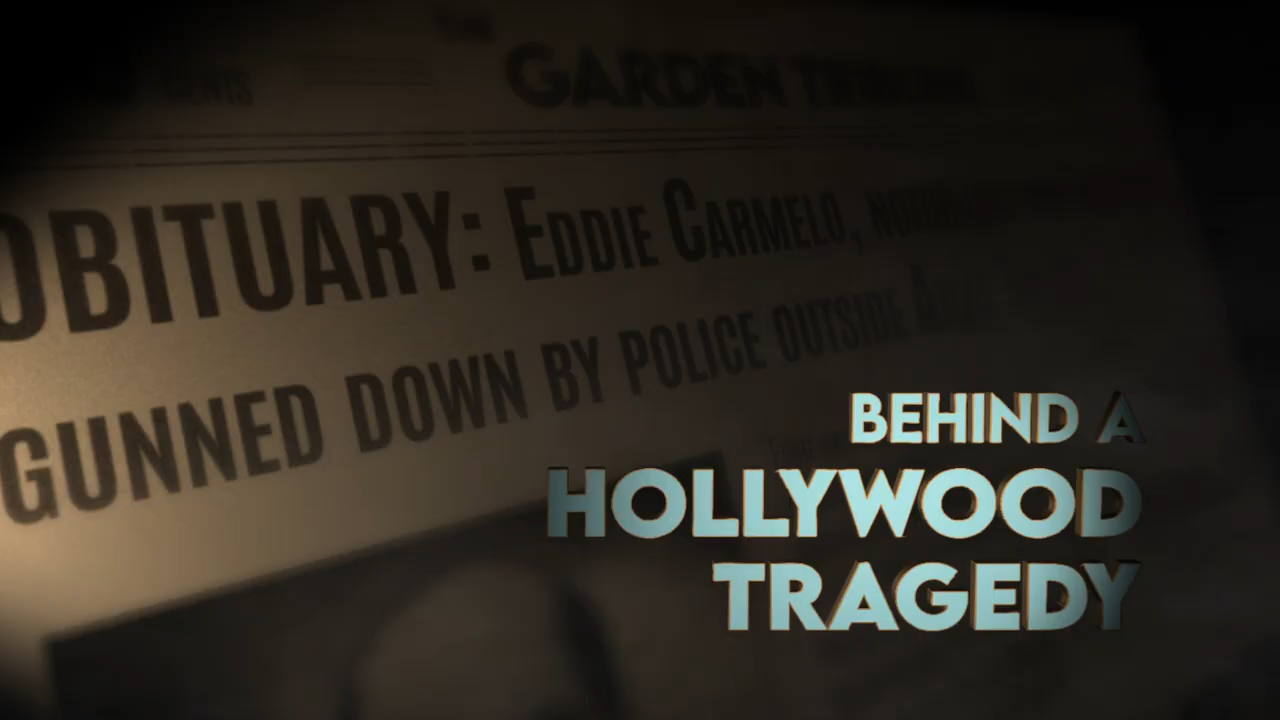 GARDEN
OBITUARY: EDDIE CARMELO,
GUNNED DOWN BY POLICE OUTSIDE
BEHIND A
HOLLYWOOD
TRAGEDY